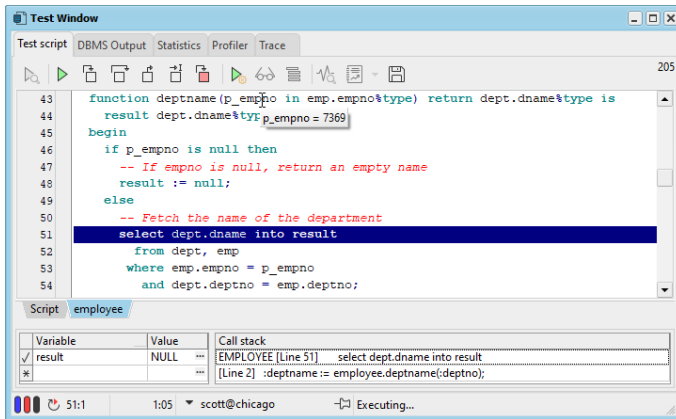 Test Window
Test script DBMS Output Statistics Profiler Trace
205
43 function deptname(p_empno in emp.empno%type) return dept.dname%type is
44 result dept.dname%typ
p_empno = 7369
45 begin
46 if p_empno is null then
47 -- If empno is null, return an empty name
48 result := null;
49 else
50 -- Fetch the name of the department
51 select dept.dname into result
52 from dept, emp
53 where emp.empno = p_empno
54 and dept.deptno = emp.deptno;
Script employee
Variable Value Call stack
result NULL ... EMPLOYEE [Line 51] select dept.dname into result
* ... [Line 2] :deptname := employee.deptname(:deptno);
51:1 1:05 scott@chicago Executing...